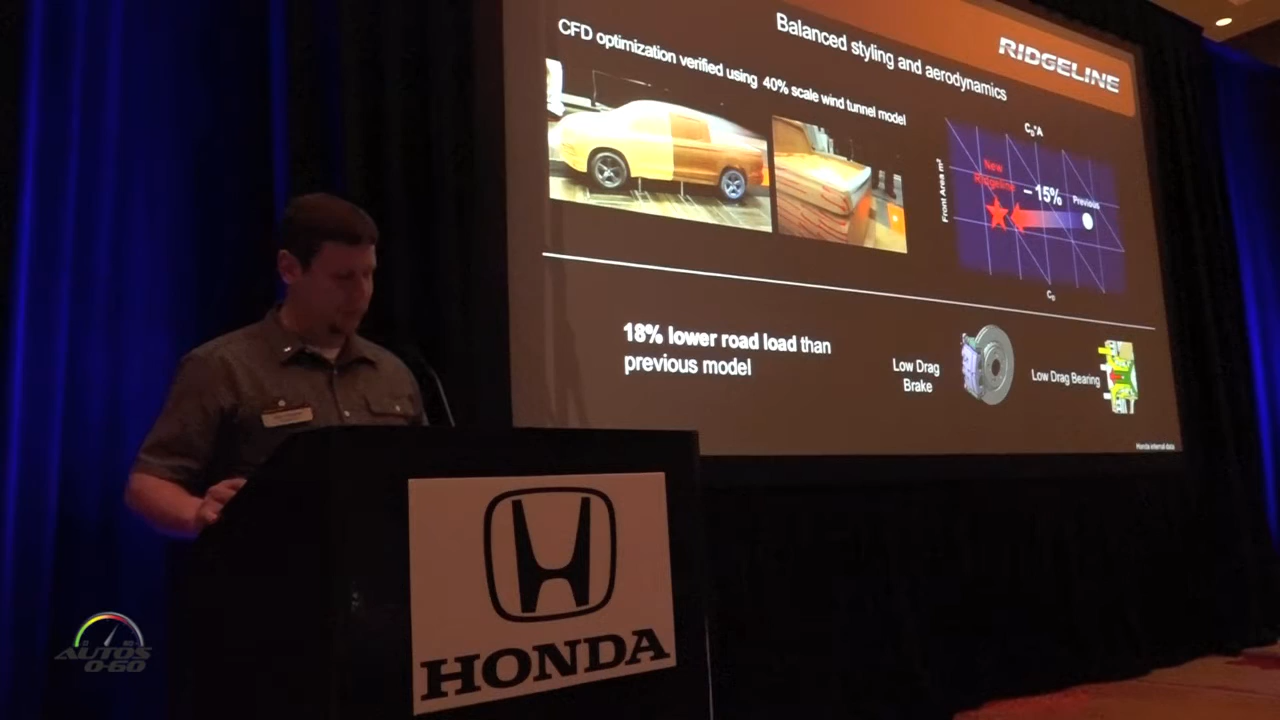 Balanced styling and aerodynamics
RIDGELINE
CFD optimization verified using 40% scale wind tunnel model
C_D*A
Front Area m²
New
Ridgeline
– 15%
Previous
C_D
18% lower road load than
previous model
Low Drag
Brake
Low Drag Bearing
Honda internal data
HONDA
AUTOS
0-60